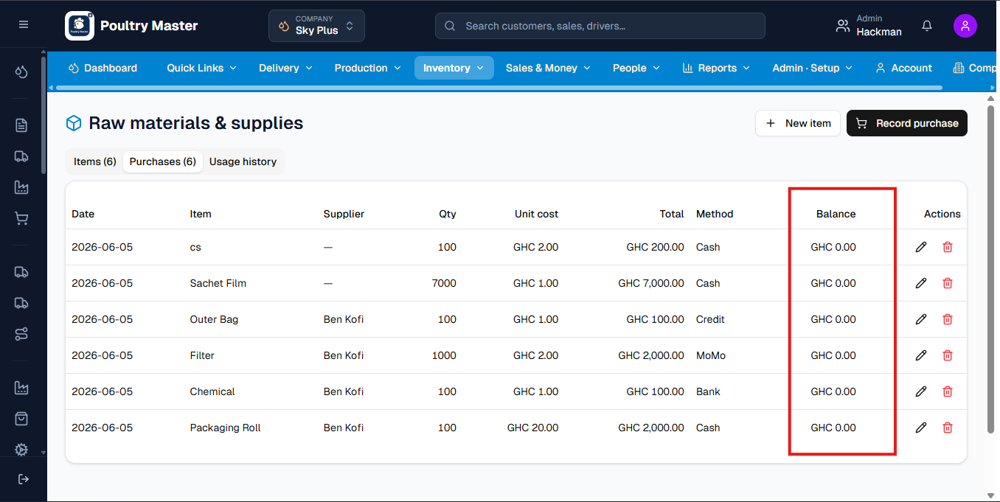 Poultry Master
COMPANY
Sky Plus
Search customers, sales, drivers...
Admin
Hackman
Dashboard Quick Links Delivery Production Inventory Sales & Money People Reports Admin · Setup Account Comp
Raw materials & supplies
New item Record purchase
Items (6) Purchases (6) Usage history
Date Item Supplier Qty Unit cost Total Method Balance Actions
2026-06-05 cs — 100 GHC 2.00 GHC 200.00 Cash GHC 0.00
2026-06-05 Sachet Film — 7000 GHC 1.00 GHC 7,000.00 Cash GHC 0.00
2026-06-05 Outer Bag Ben Kofi 100 GHC 1.00 GHC 100.00 Credit GHC 0.00
2026-06-05 Filter Ben Kofi 1000 GHC 2.00 GHC 2,000.00 MoMo GHC 0.00
2026-06-05 Chemical Ben Kofi 100 GHC 1.00 GHC 100.00 Bank GHC 0.00
2026-06-05 Packaging Roll Ben Kofi 100 GHC 20.00 GHC 2,000.00 Cash GHC 0.00